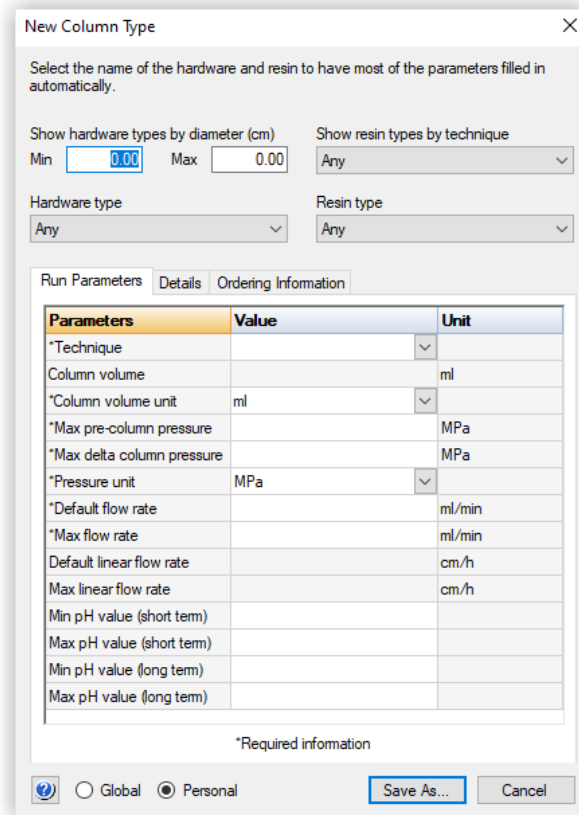 New Column Type
Select the name of the hardware and resin to have most of the parameters filled in
automatically.
Show hardware types by diameter (cm) Show resin types by technique
Min 0.00 Max 0.00 Any
Hardware type Resin type
Any Any
Run Parameters Details Ordering Information
Parameters Value Unit
*Technique
Column volume ml
*Column volume unit ml
*Max pre-column pressure MPa
*Max delta column pressure MPa
*Pressure unit MPa
*Default flow rate ml/min
*Max flow rate ml/min
Default linear flow rate cm/h
Max linear flow rate cm/h
Min pH value (short term)
Max pH value (short term)
Min pH value (long term)
Max pH value (long term)
*Required information
? Global Personal Save As... Cancel